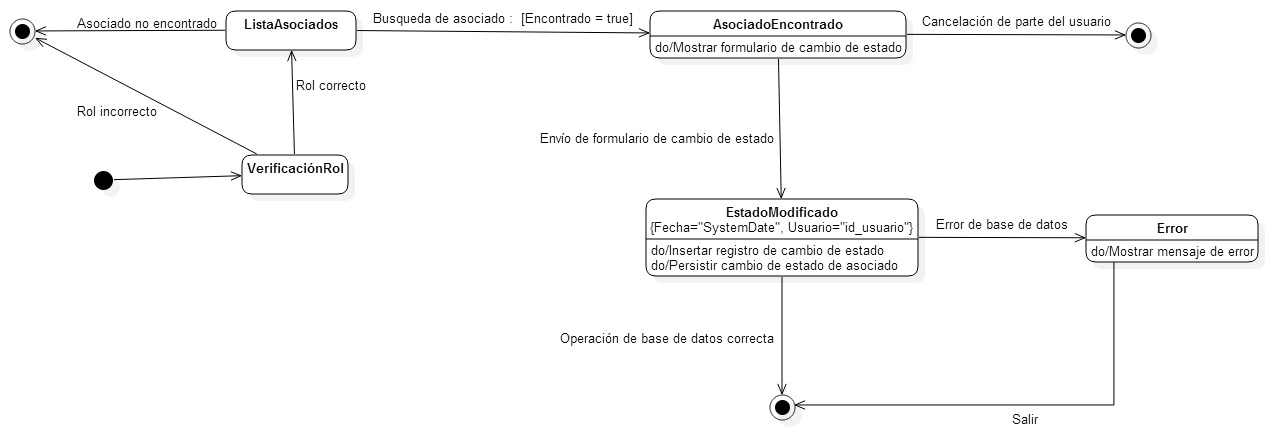 Asociado no encontrado
ListaAsociados
Busqueda de asociado : [Encontrado = true]
AsociadoEncontrado
do/Mostrar formulario de cambio de estado
Cancelación de parte del usuario
Rol correcto
Rol incorrecto
VerificaciónRol
Envío de formulario de cambio de estado
EstadoModificado
{Fecha="SystemDate", Usuario="id_usuario"}
do/Insertar registro de cambio de estado
do/Persistir cambio de estado de asociado
Error de base de datos
Error
do/Mostrar mensaje de error
Operación de base de datos correcta
Salir